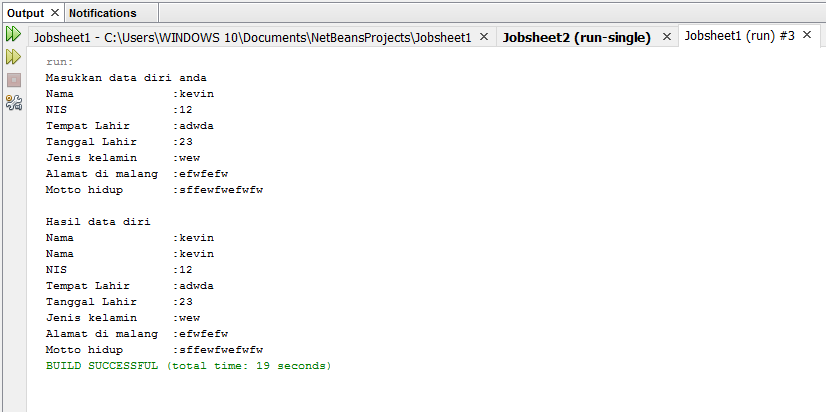 Output Notifications
Jobsheet1 - C:\Users\WINDOWS 10\Documents\NetBeansProjects\Jobsheet1 Jobsheet2 (run-single) Jobsheet1 (run) #3
run:
Masukkan data diri anda
Nama :kevin
NIS :12
Tempat Lahir :adwda
Tanggal Lahir :23
Jenis kelamin :wew
Alamat di malang :efwfefw
Motto hidup :sffewfwefwfw
Hasil data diri
Nama :kevin
Nama :kevin
NIS :12
Tempat Lahir :adwda
Tanggal Lahir :23
Jenis kelamin :wew
Alamat di malang :efwfefw
Motto hidup :sffewfwefwfw
BUILD SUCCESSFUL (total time: 19 seconds)